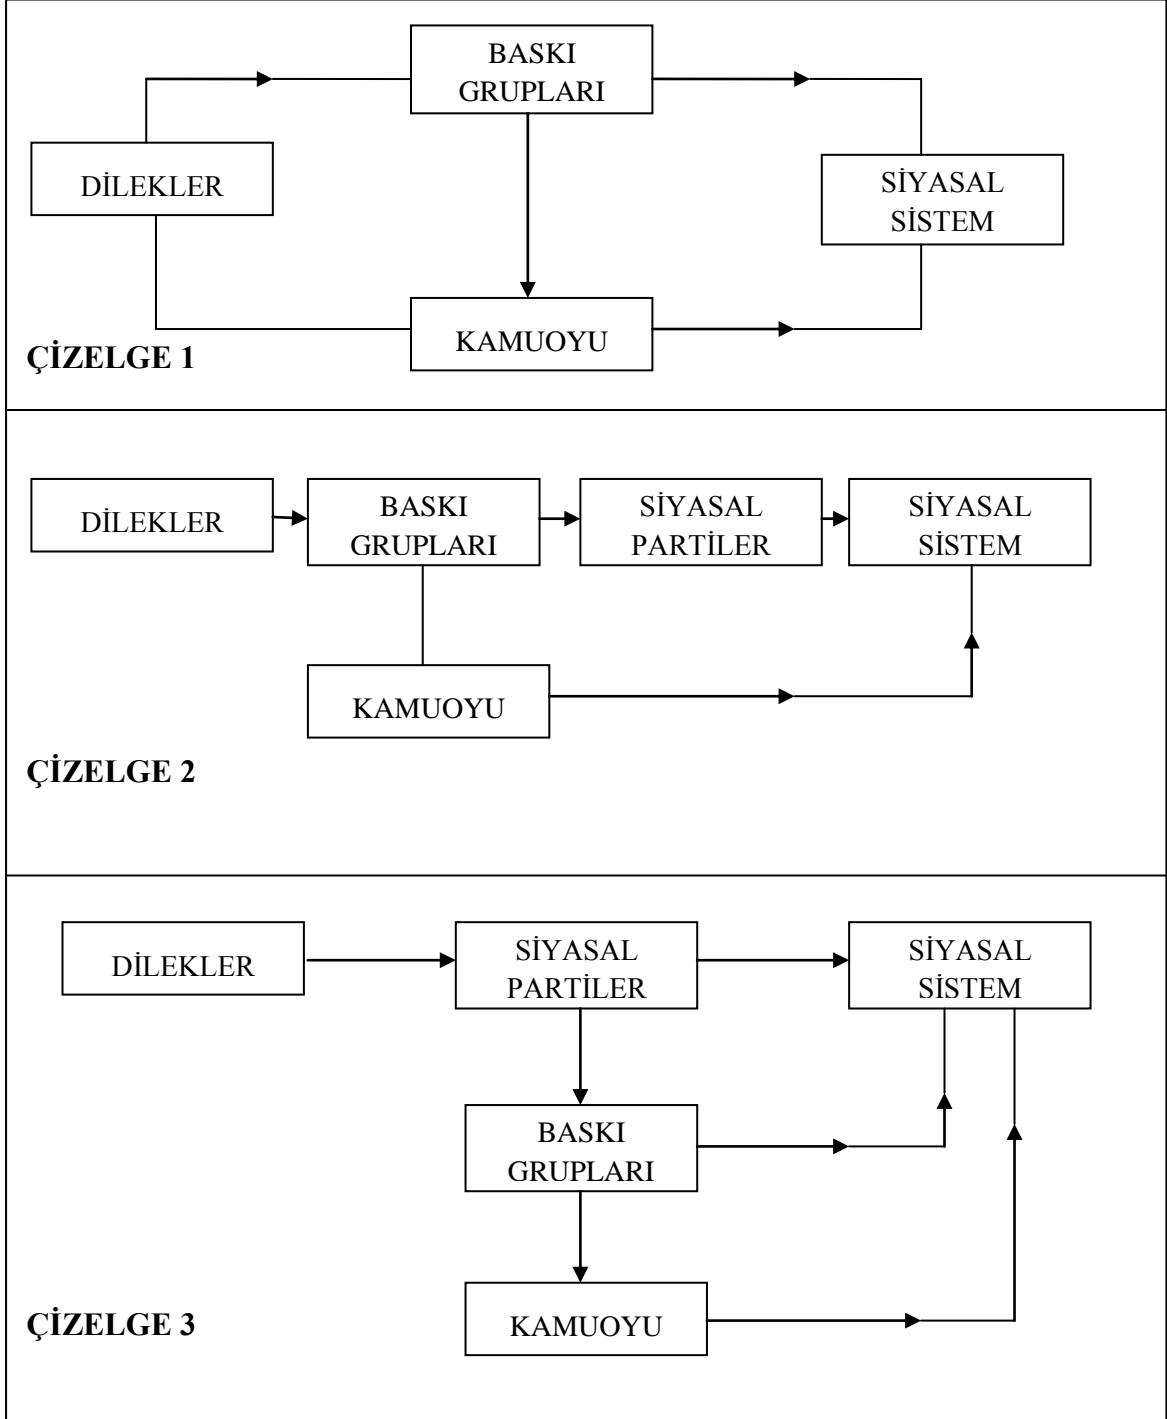 BASKI
GRUPLARI
DİLEKLER
SİYASAL
SİSTEM
KAMUOYU
ÇİZELGE 1
DİLEKLER
BASKI
GRUPLARI
SİYASAL
PARTİLER
SİYASAL
SİSTEM
KAMUOYU
ÇİZELGE 2
DİLEKLER
SİYASAL
PARTİLER
SİYASAL
SİSTEM
BASKI
GRUPLARI
KAMUOYU
ÇİZELGE 3